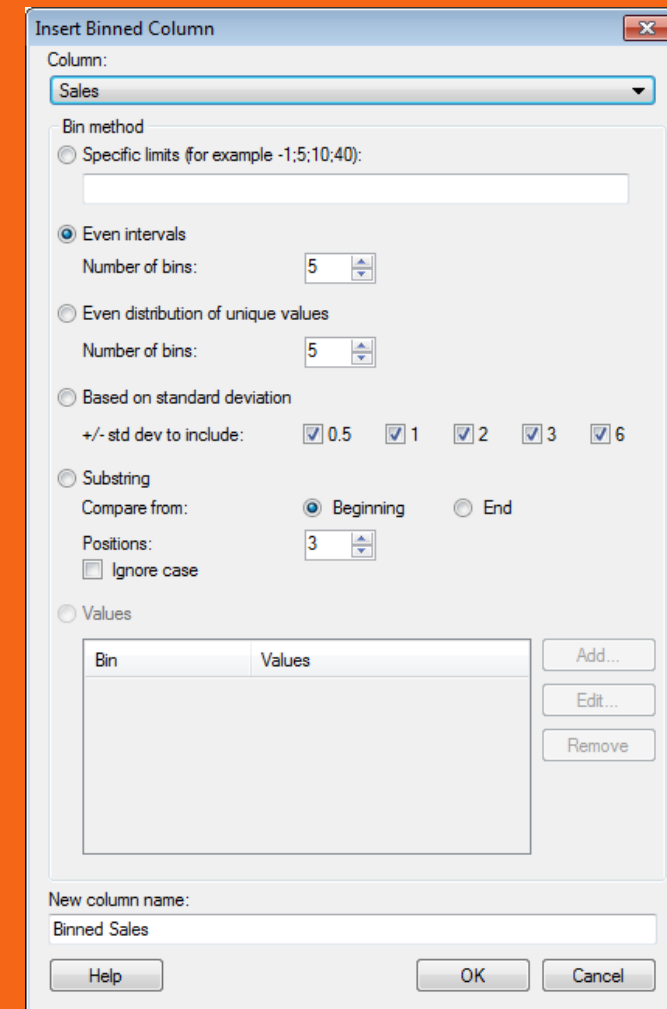 Insert Binned Column
Column:
Sales
Bin method
Specific limits (for example -1;5;10;40):
Even intervals
Number of bins: 5
Even distribution of unique values
Number of bins: 5
Based on standard deviation
+/- std dev to include: 0.5 1 2 3 6
Substring
Compare from: Beginning End
Positions: 3
Ignore case
Values
Bin Values Add...
Edit...
Remove
New column name:
Binned Sales
Help OK Cancel